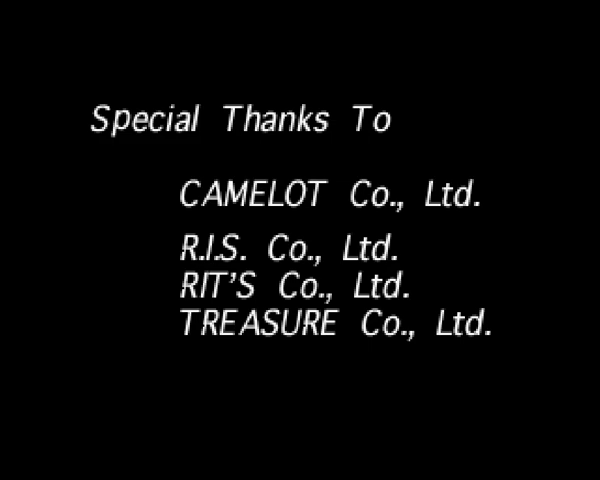 Special Thanks To
CAMELOT Co., Ltd.
R.I.S. Co., Ltd.
RIT'S Co., Ltd.
TREASURE Co., Ltd.